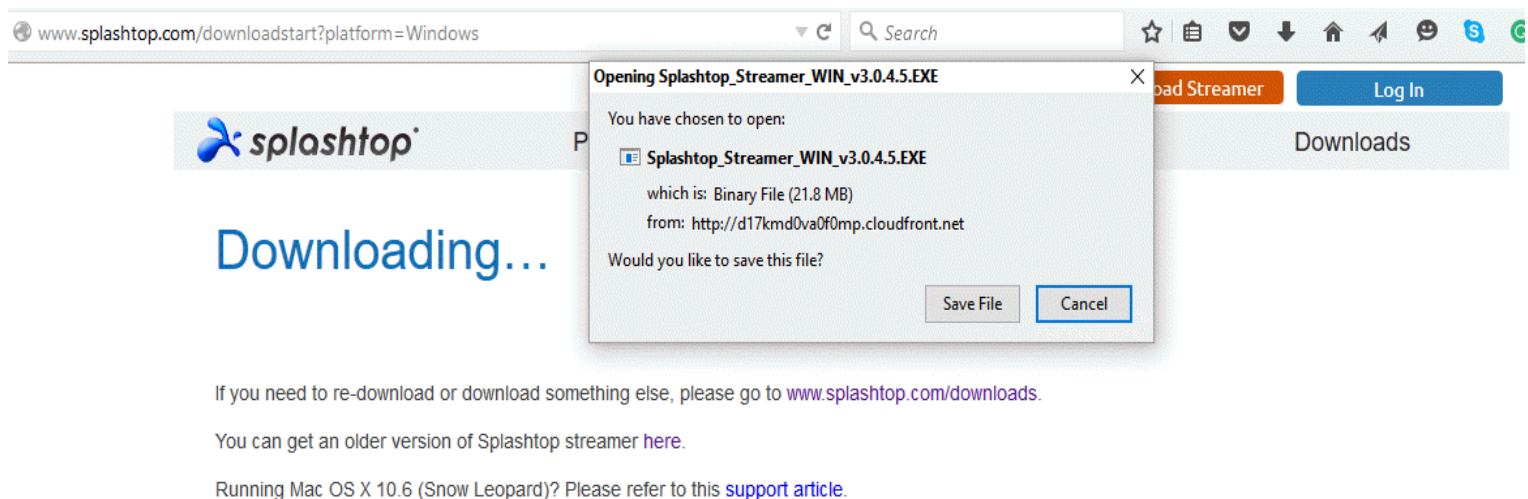 www.splashtop.com/downloadstart?platform=Windows
Search
Opening Splashtop_Streamer_WIN_v3.0.4.5.EXE
oad Streamer
Log In
You have chosen to open:
splashtop
P
Downloads
Splashtop_Streamer_WIN_v3.0.4.5.EXE
which is: Binary File (21.8 MB)
from: http://d17kmd0va0f0mp.cloudfront.net
Downloading...
Would you like to save this file?
Save File
Cancel
If you need to re-download or download something else, please go to www.splashtop.com/downloads.
You can get an older version of Splashtop streamer here.
Running Mac OS X 10.6 (Snow Leopard)? Please refer to this support article.